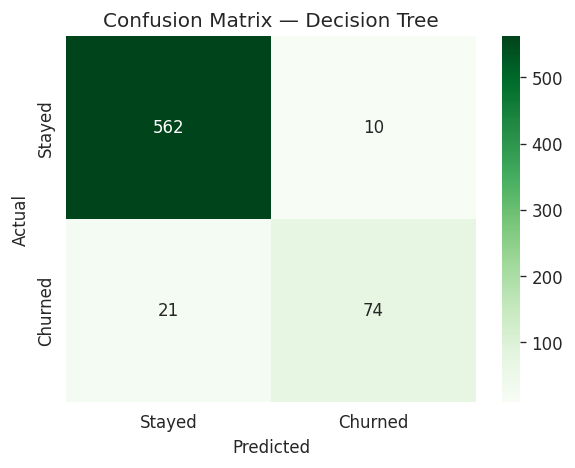 Confusion Matrix — Decision Tree
Actual
Stayed
562
10
Churned
21
74
Stayed
Churned
Predicted
500
400
300
200
100